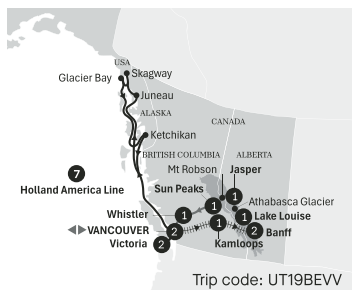 USA
Skagway
Glacier Bay
Juneau
ALASKA
CANADA
Ketchikan
BRITISH COLUMBIA
ALBERTA
Mt Robson
Jasper
7
Holland America Line
Sun Peaks
1
1
Athabasca Glacier
Whistler
1
1
Lake Louise
VANCOUVER
2
1
2
Banff
Victoria
2
Kamloops
Trip code: UT19BEVV